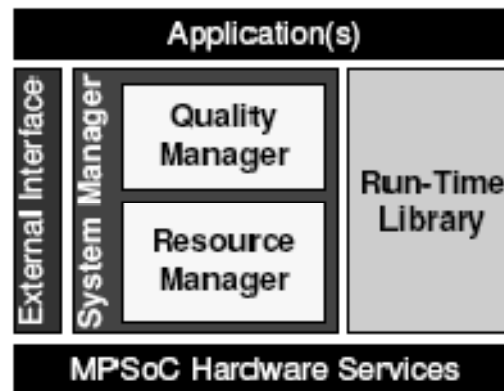 Application(s)
External Interface
System Manager
Quality
Manager
Resource
Manager
Run-Time
Library
MPSoC Hardware Services